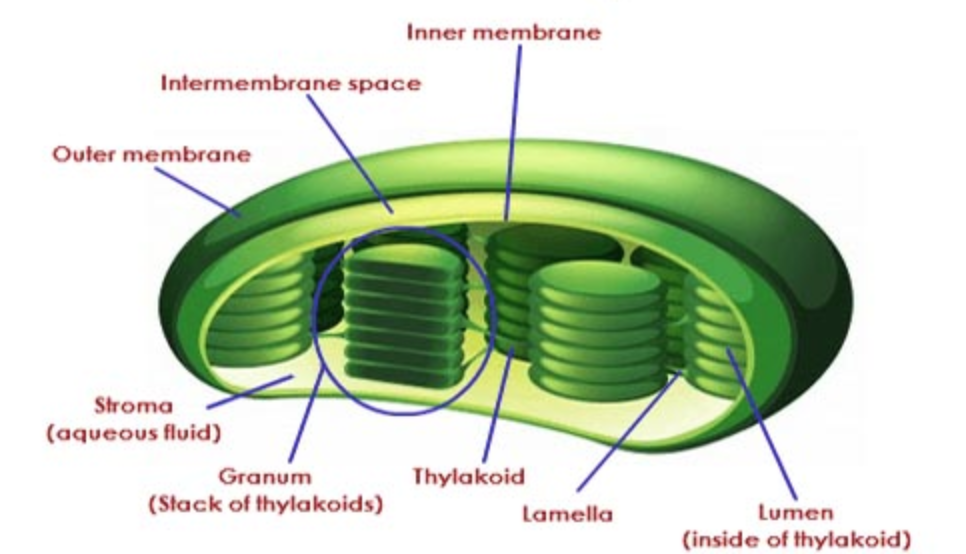 Inner membrane
Intermembrane space
Outer membrane
Stroma
(aqueous fluid)
Granum
(Stack of thylakoids)
Thylakoid
Lamella
Lumen
(inside of thylakoid)